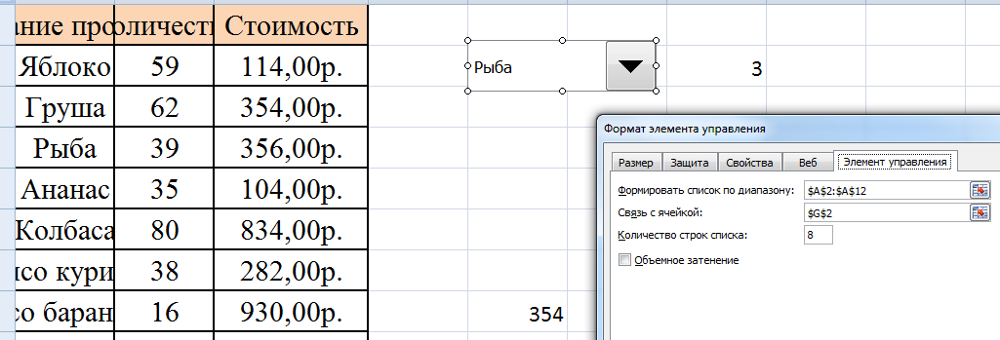 ание про оличести Стоимость
Яблоко 59 114,00р.
Груша 62 354,00р.
Рыба 39 356,00р.
Ананас 35 104,00р.
Колбаса 80 834,00р.
ясо кури 38 282,00р.
со баран 16 930,00р.
Рыба
3
354
Формат элемента управления
Размер Защита Свойства Веб Элемент управления
Формировать список по диапазону: $A$2:$A$12
Связь с ячейкой: $G$2
Количество строк списка: 8
Объемное затенение